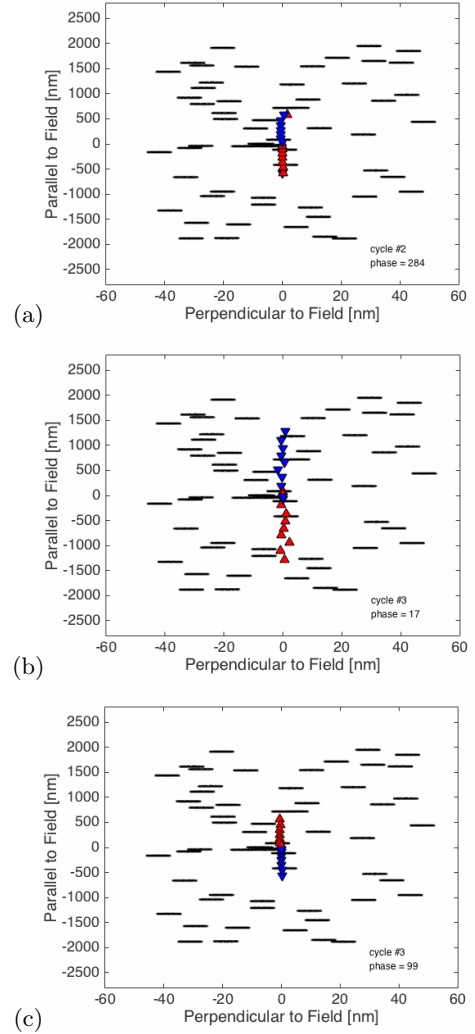 2500
2000
1500
1000
500
0
-500
-1000
-1500
-2000
-2500
Parallel to Field [nm]
cycle #2
phase = 284
-60 -40 -20 0 20 40 60
Perpendicular to Field [nm]
(a)
2500
2000
1500
1000
500
0
-500
-1000
-1500
-2000
-2500
Parallel to Field [nm]
cycle #3
phase = 17
-60 -40 -20 0 20 40 60
Perpendicular to Field [nm]
(b)
2500
2000
1500
1000
500
0
-500
-1000
-1500
-2000
-2500
Parallel to Field [nm]
cycle #3
phase = 99
-60 -40 -20 0 20 40 60
Perpendicular to Field [nm]
(c)